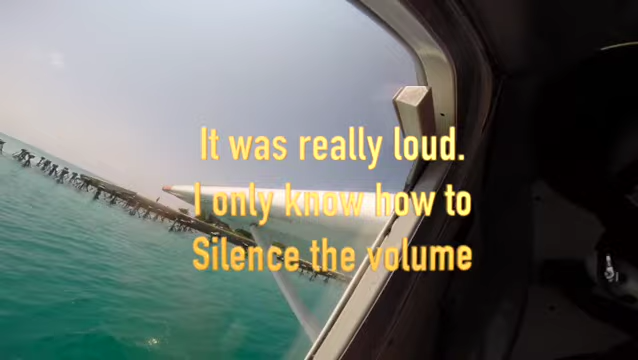 It was really loud.
I only know how to
Silence the volume